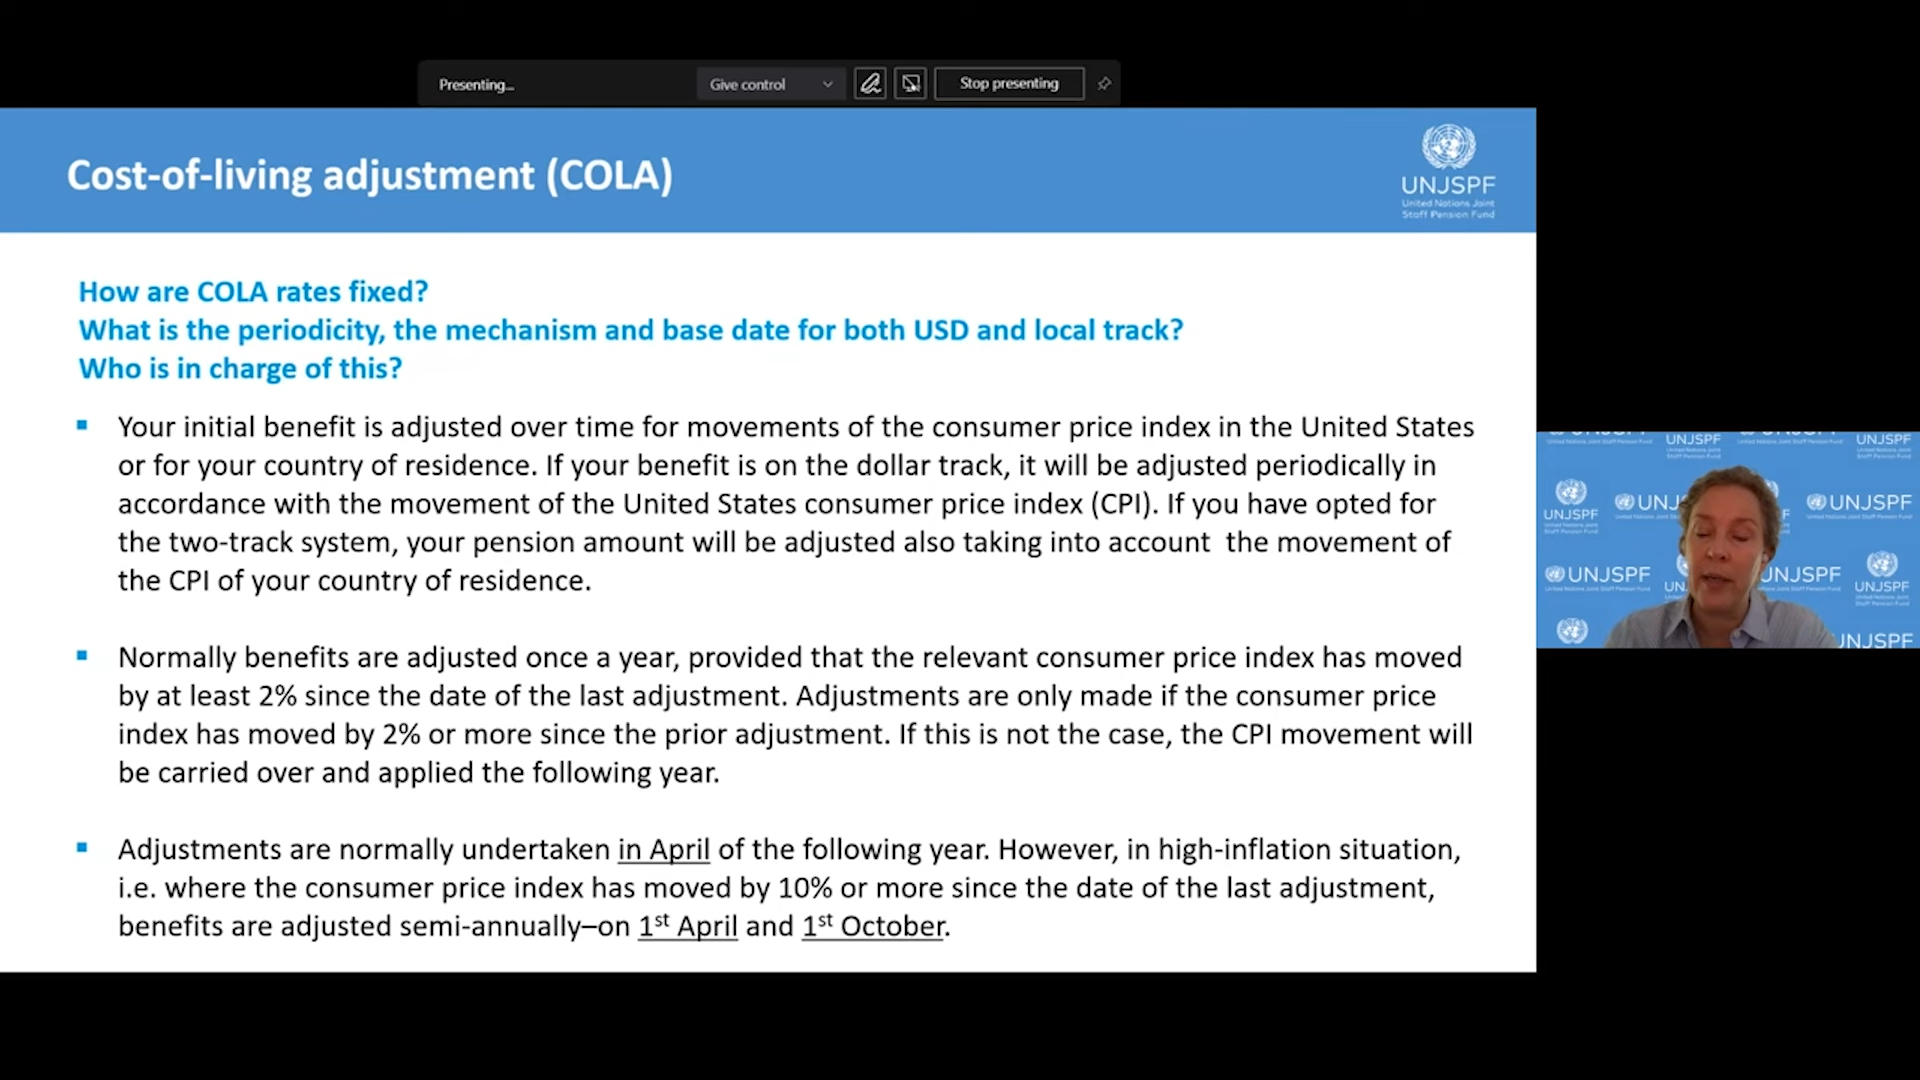 Presenting...
Give control
Stop presenting
Cost-of-living adjustment (COLA)
UNJSPF
United Nations Joint
Staff Pension Fund
How are COLA rates fixed?
What is the periodicity, the mechanism and base date for both USD and local track?
Who is in charge of this?
Your initial benefit is adjusted over time for movements of the consumer price index in the United States
or for your country of residence. If your benefit is on the dollar track, it will be adjusted periodically in
accordance with the movement of the United States consumer price index (CPI). If you have opted for
the two-track system, your pension amount will be adjusted also taking into account the movement of
the CPI of your country of residence.
Normally benefits are adjusted once a year, provided that the relevant consumer price index has moved
by at least 2% since the date of the last adjustment. Adjustments are only made if the consumer price
index has moved by 2% or more since the prior adjustment. If this is not the case, the CPI movement will
be carried over and applied the following year.
Adjustments are normally undertaken in April of the following year. However, in high-inflation situation,
i.e. where the consumer price index has moved by 10% or more since the date of the last adjustment,
benefits are adjusted semi-annually–on 1st April and 1st October.
UNJSPF
UNJSPF
UNJSPF
UNJ
UNJSPF
UNJSPF
UN
UNJSPF
UNJSPF
UNJSPF